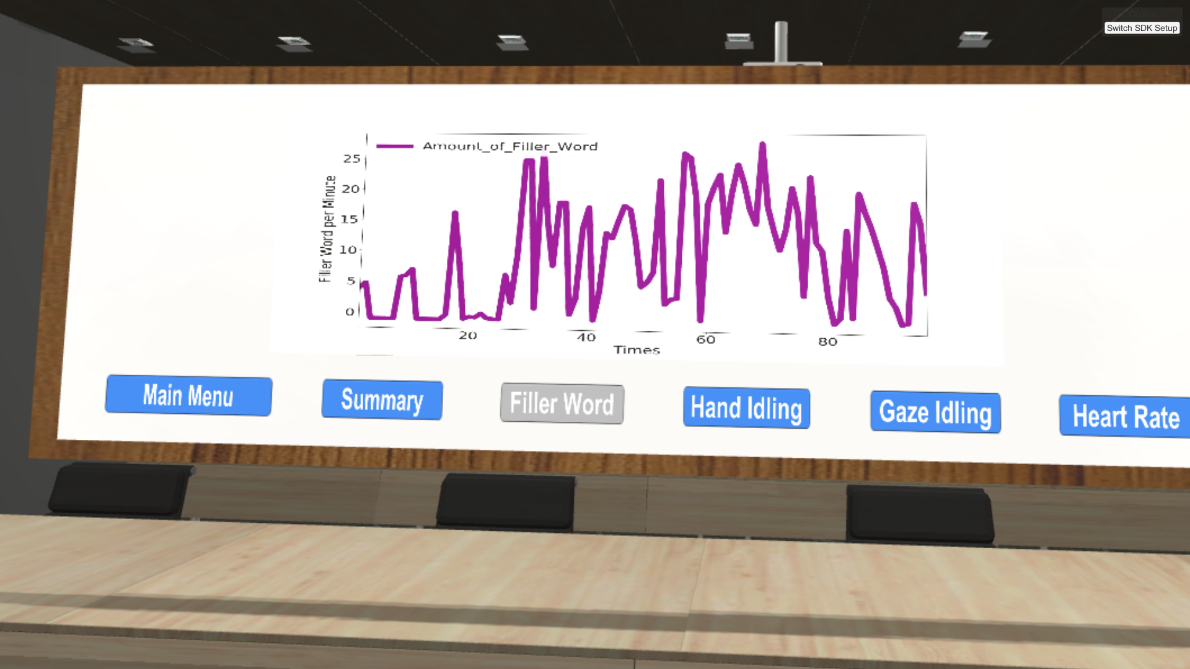 Switch SDK Setup
Amount_of_Filler_Word
Filler Word per Minute
25
20
15
10
5
0
20 40 60 80
Times
Main Menu Summary Filler Word Hand Idling Gaze Idling Heart Rate